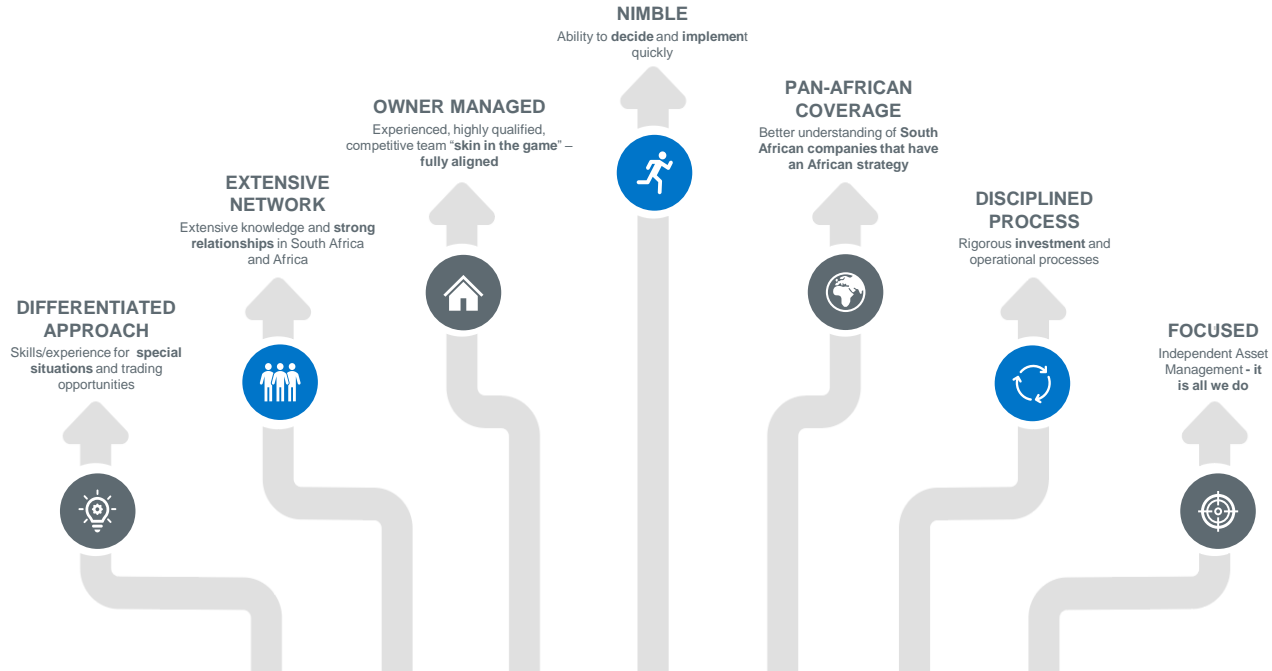 NIMBLE
Ability to decide and implement
quickly
OWNER MANAGED
Experienced, highly qualified,
competitive team “skin in the game” –
fully aligned
PAN-AFRICAN
COVERAGE
Better understanding of South
African companies that have
an African strategy
EXTENSIVE
NETWORK
Extensive knowledge and strong
relationships in South Africa
and Africa
DISCIPLINED
PROCESS
Rigorous investment and
operational processes
DIFFERENTIATED
APPROACH
Skills/experience for special
situations and trading
opportunities
FOCUSED
Independent Asset
Management - it
is all we do